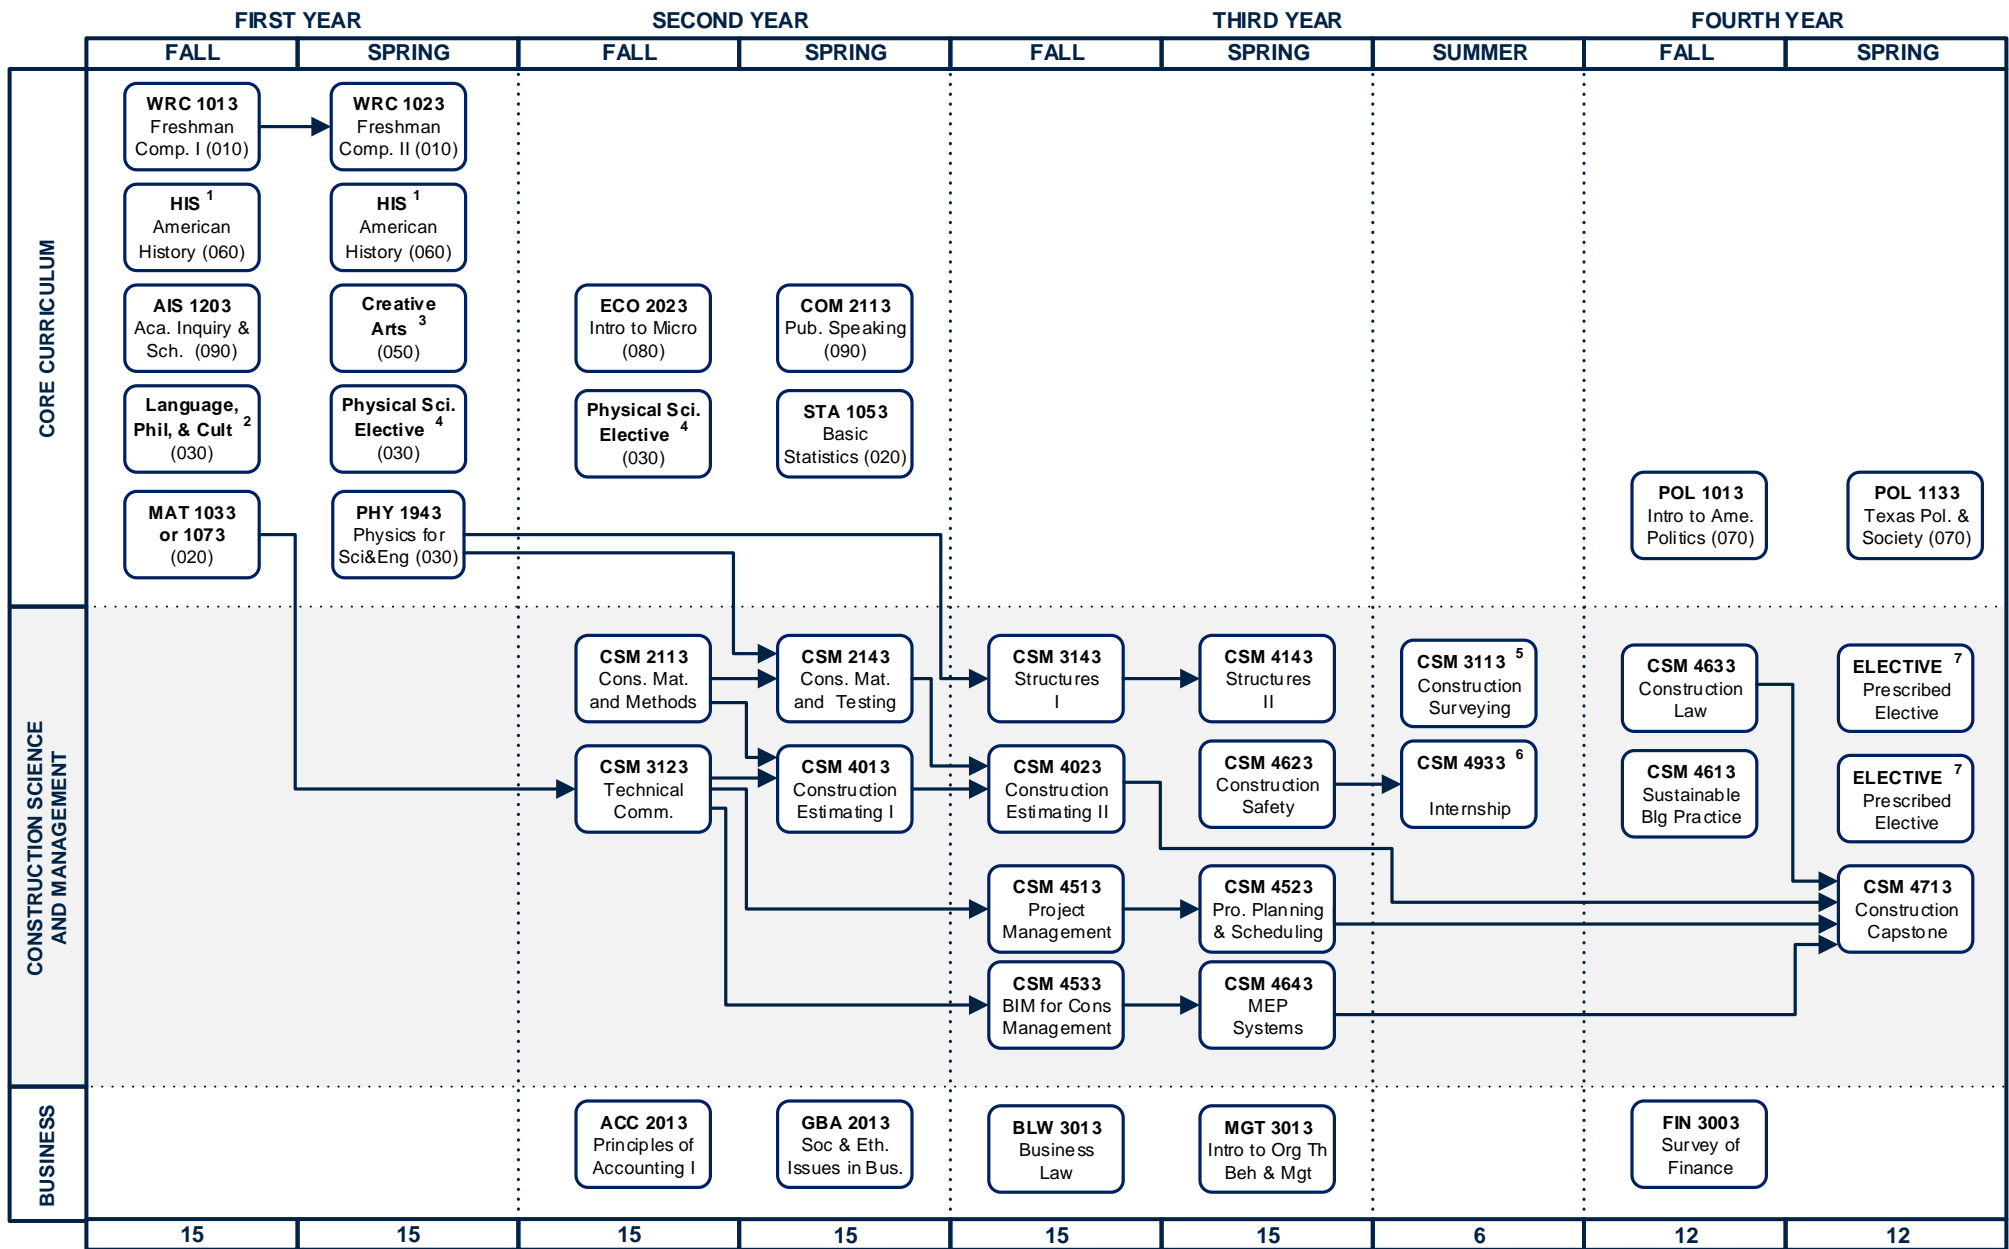 FIRST YEAR
SECOND YEAR
THIRD YEAR
FOURTH YEAR
FALL
SPRING
FALL
SPRING
FALL
SPRING
SUMMER
FALL
SPRING
CORE CURRICULUM
WRC 1013
Freshman
Comp. I (010)
WRC 1023
Freshman
Comp. II (010)
HIS 1
American
History (060)
HIS 1
American
History (060)
AIS 1203
Aca. Inquiry &
Sch. (090)
Creative
Arts 3
(050)
ECO 2023
Intro to Micro
(080)
COM 2113
Pub. Speaking
(090)
Language,
Phil, & Cult 2
(030)
Physical Sci.
Elective 4
(030)
Physical Sci.
Elective 4
(030)
STA 1053
Basic
Statistics (020)
MAT 1033
or 1073
(020)
PHY 1943
Physics for
Sci&Eng (030)
POL 1013
Intro to Ame.
Politics (070)
POL 1133
Texas Pol. &
Society (070)
CONSTRUCTION SCIENCE
AND MANAGEMENT
CSM 2113
Cons. Mat.
and Methods
CSM 2143
Cons. Mat.
and Testing
CSM 3143
Structures
I
CSM 4143
Structures
II
CSM 3113 5
Construction
Surveying
CSM 4633
Construction
Law
ELECTIVE 7
Prescribed
Elective
CSM 3123
Technical
Comm.
CSM 4013
Construction
Estimating I
CSM 4023
Construction
Estimating II
CSM 4623
Construction
Safety
CSM 4933 6
Internship
CSM 4613
Sustainable
Blg Practice
ELECTIVE 7
Prescribed
Elective
CSM 4513
Project
Management
CSM 4523
Pro. Planning
& Scheduling
CSM 4713
Construction
Capstone
CSM 4533
BIM for Cons
Management
CSM 4643
MEP
Systems
BUSINESS
ACC 2013
Principles of
Accounting I
GBA 2013
Soc & Eth.
Issues in Bus.
BLW 3013
Business
Law
MGT 3013
Intro to Org Th
Beh & Mgt
FIN 3003
Survey of
Finance
15
15
15
15
15
15
6
12
12